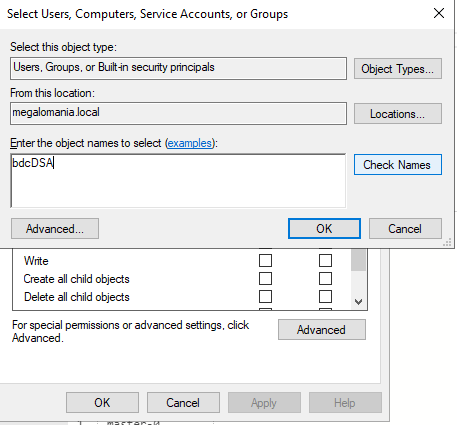 Select Users, Computers, Service Accounts, or Groups
Select this object type:
Users, Groups, or Built-in security principals
Object Types...
From this location:
megalomania.local
Locations...
Enter the object names to select (examples):
bdcDSA
Check Names
Advanced...
OK
Cancel
Write
Create all child objects
Delete all child objects
For special permissions or advanced settings, click
Advanced.
Advanced
OK
Cancel
Apply
Help